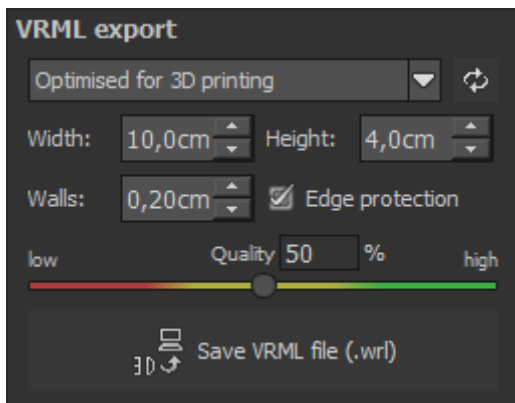 VRML export
Optimised for 3D printing
Width: 10,0cm Height: 4,0cm
Walls: 0,20cm Edge protection
low Quality 50 % high
3D Save VRML file (.wrl)